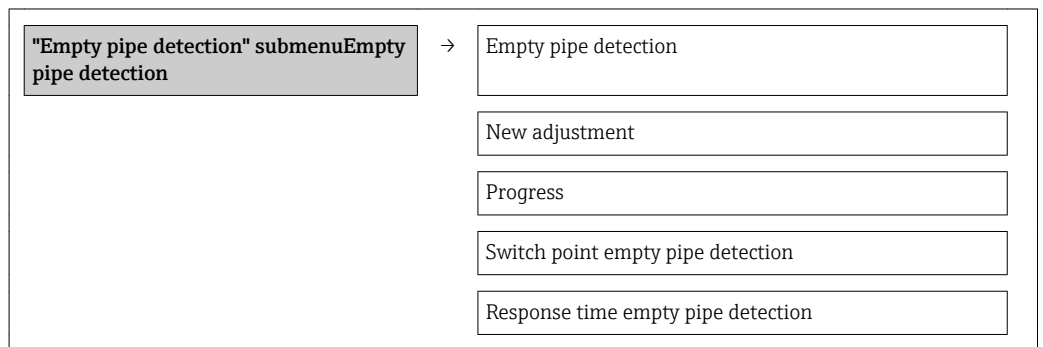 "Empty pipe detection" submenuEmpty
pipe detection
→
Empty pipe detection
New adjustment
Progress
Switch point empty pipe detection
Response time empty pipe detection